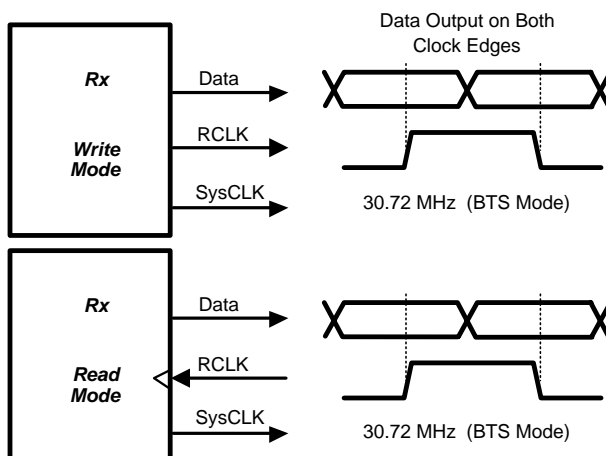 Data Output on Both
Clock Edges
Rx
Data
RCLK
Write
Mode
SysCLK
30.72 MHz (BTS Mode)
Rx
Data
RCLK
Read
Mode
SysCLK
30.72 MHz (BTS Mode)